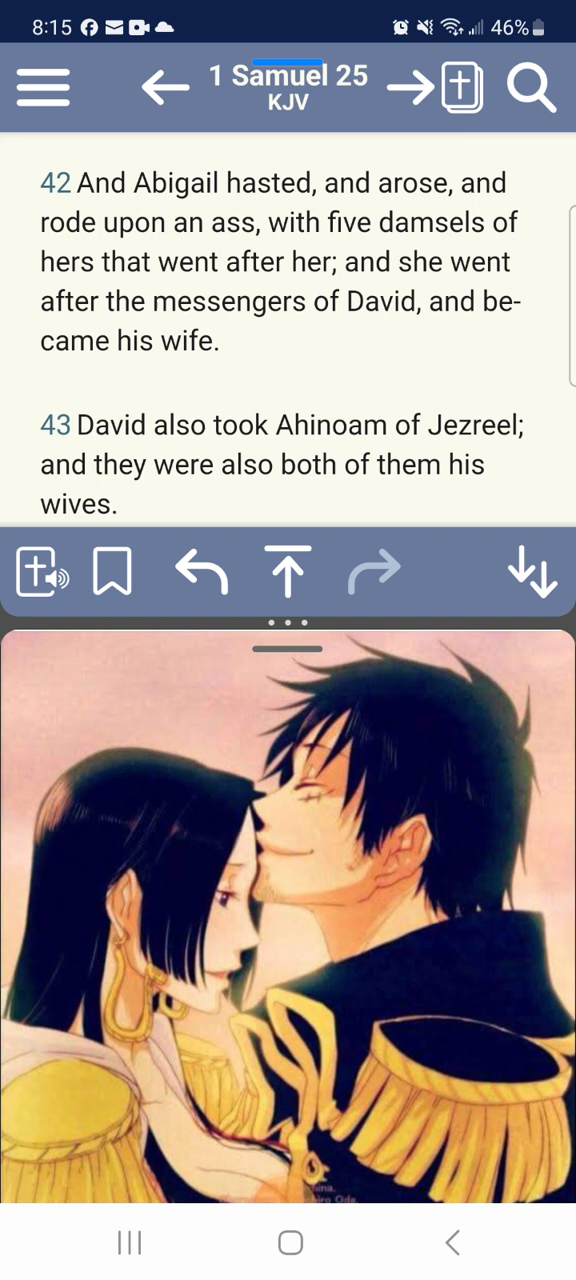 8:15
46%
1 Samuel 25
KJV
42 And Abigail hasted, and arose, and
rode upon an ass, with five damsels of
hers that went after her; and she went
after the messengers of David, and be-
came his wife.
43 David also took Ahinoam of Jezreel;
and they were also both of them his
wives.
Oda